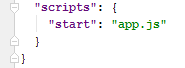 "scripts": {
"start": "app.js"
}
}